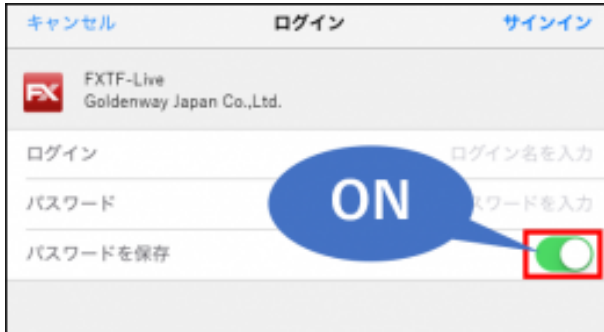 キャンセル ログイン サインイン
FX FXTF-Live
Goldenway Japan Co.,Ltd.
ログイン ログイン名を入力
パスワード スワードを入力
ON
パスワードを保存